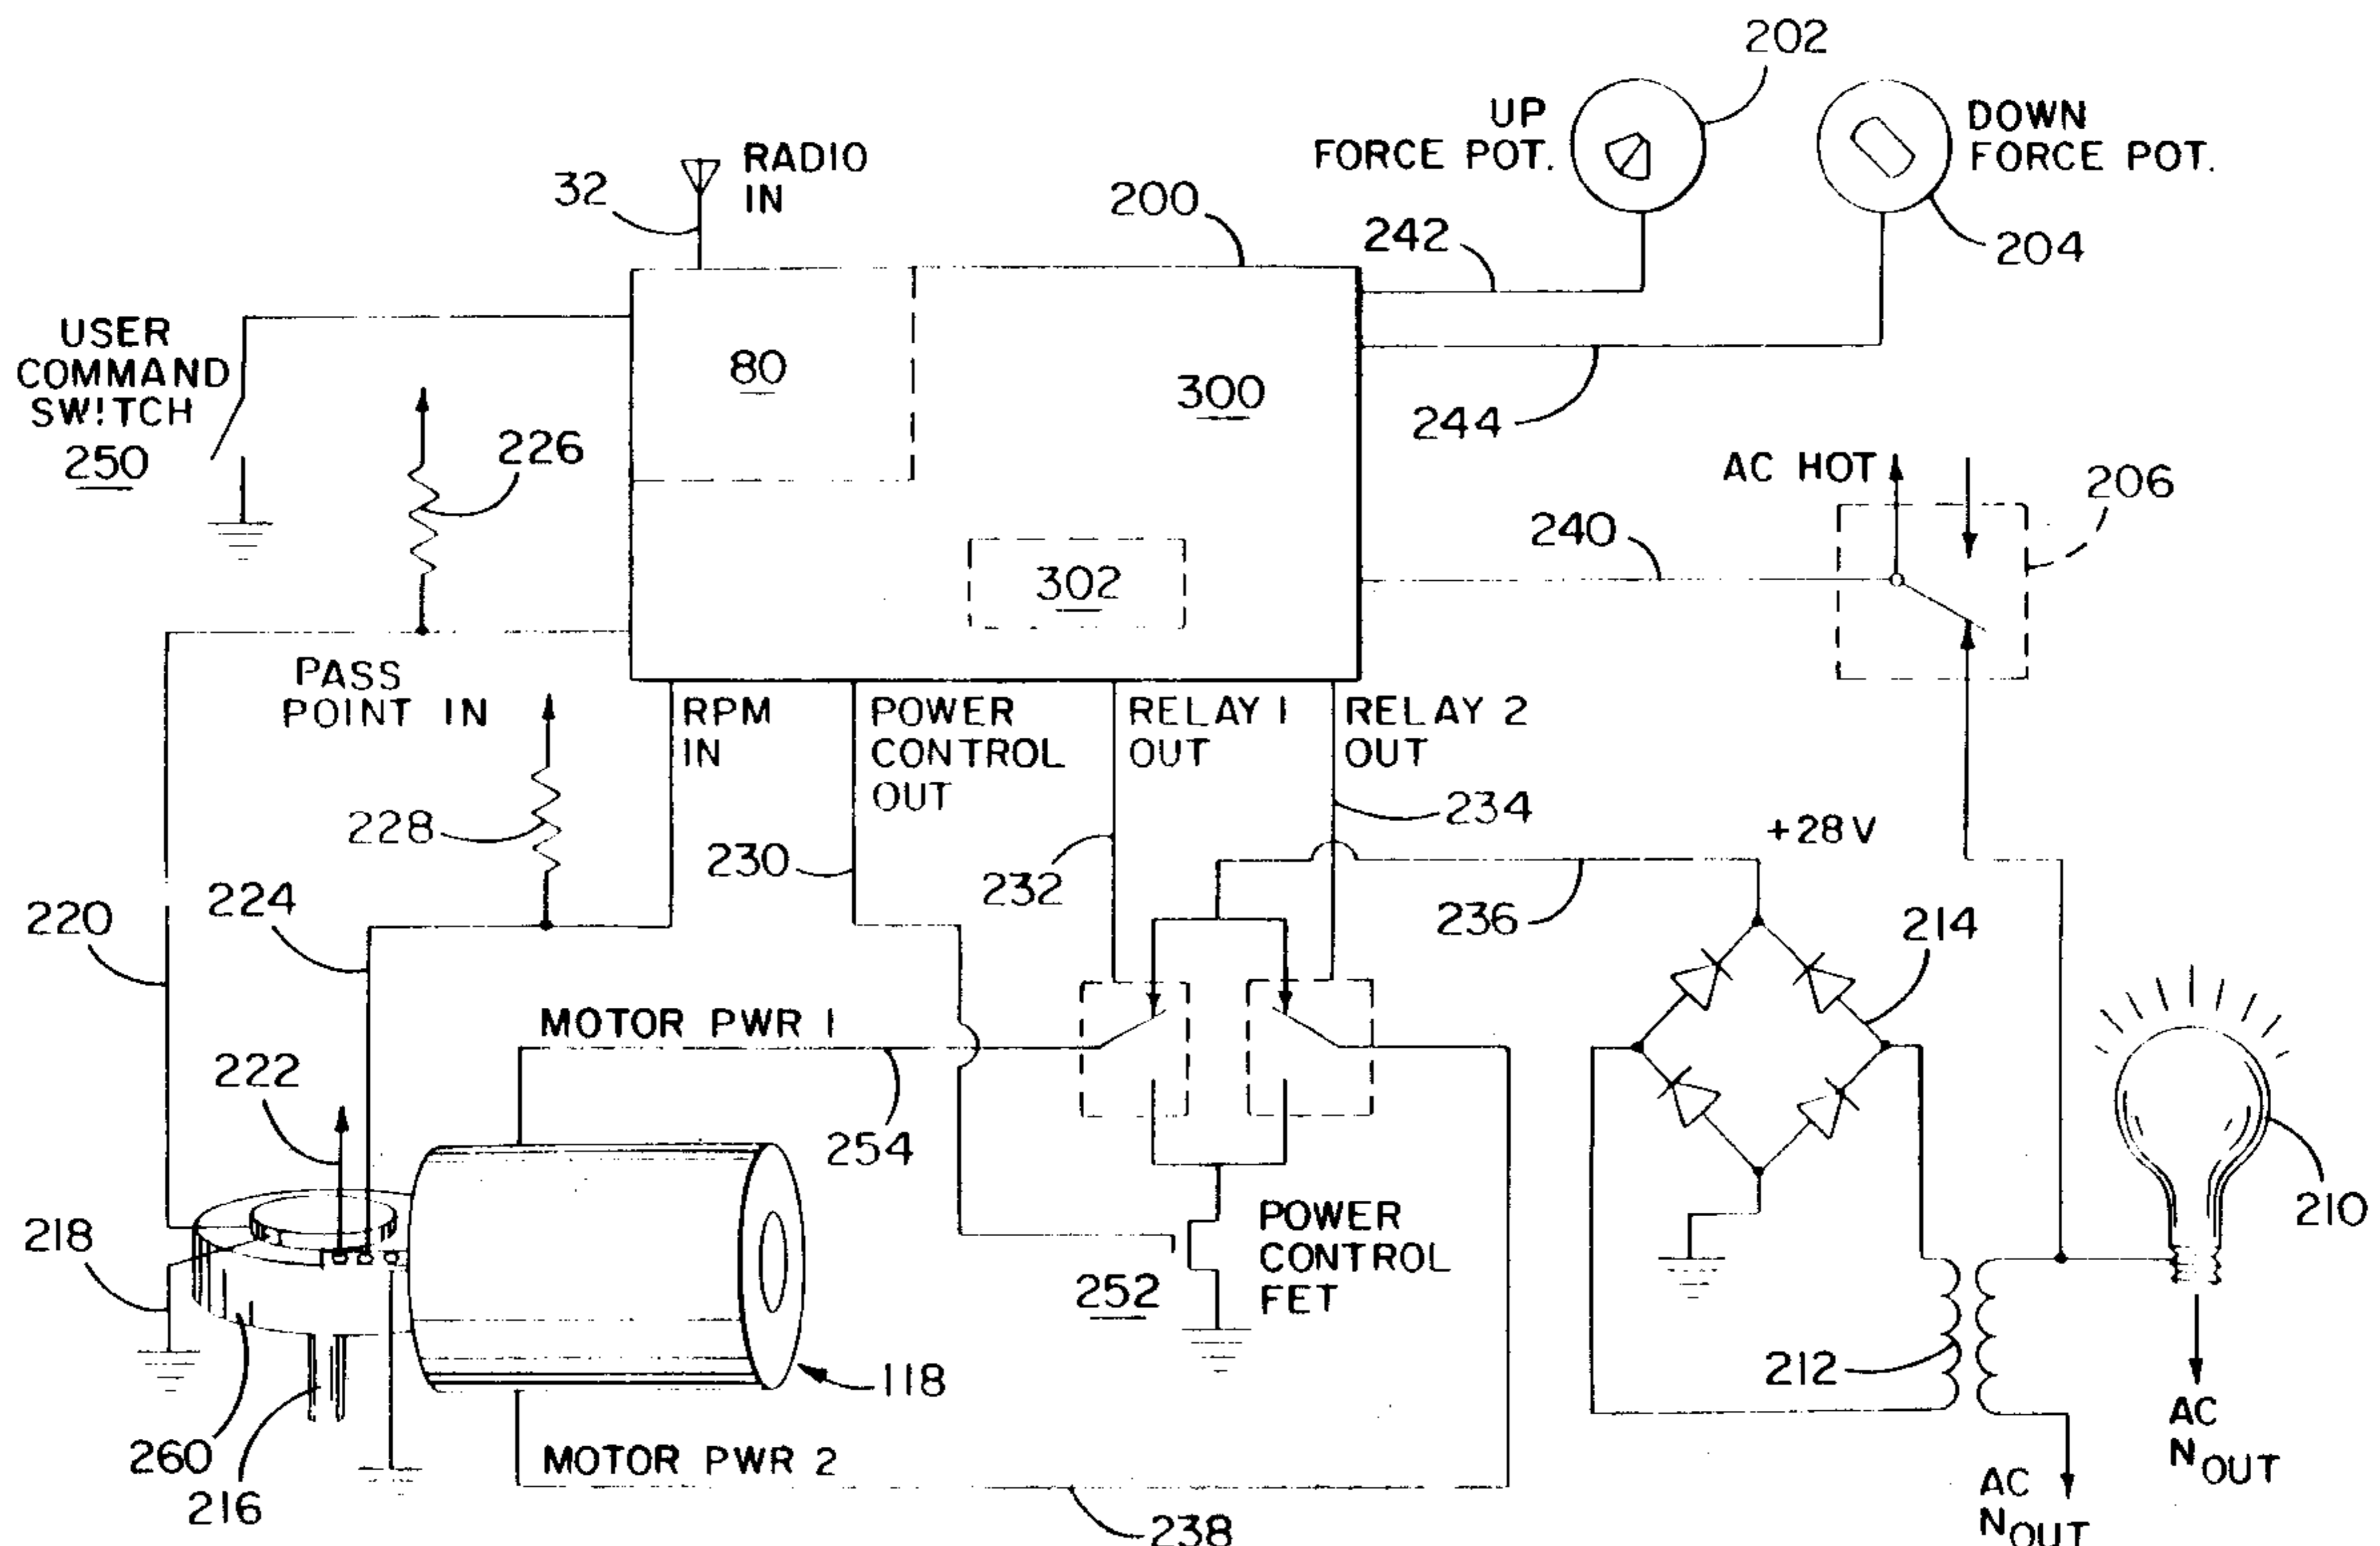 202
UP
FORCE POT.
DOWN
FORCE POT.
204
RADIO
IN
32
200
242
244
USER
COMMAND
SW!TCH
250
226
80
300
302
AC HOT
206
240
PASS
POINT IN
RPM
IN
POWER
CONTROL
OUT
RELAY 1
OUT
RELAY 2
OUT
228
230
232
234
+28V
236
214
220
224
222
MOTOR PWR 1
254
218
POWER
CONTROL
FET
252
210
212
118
260
216
MOTOR PWR 2
238
AC
NOUT
AC
NOUT